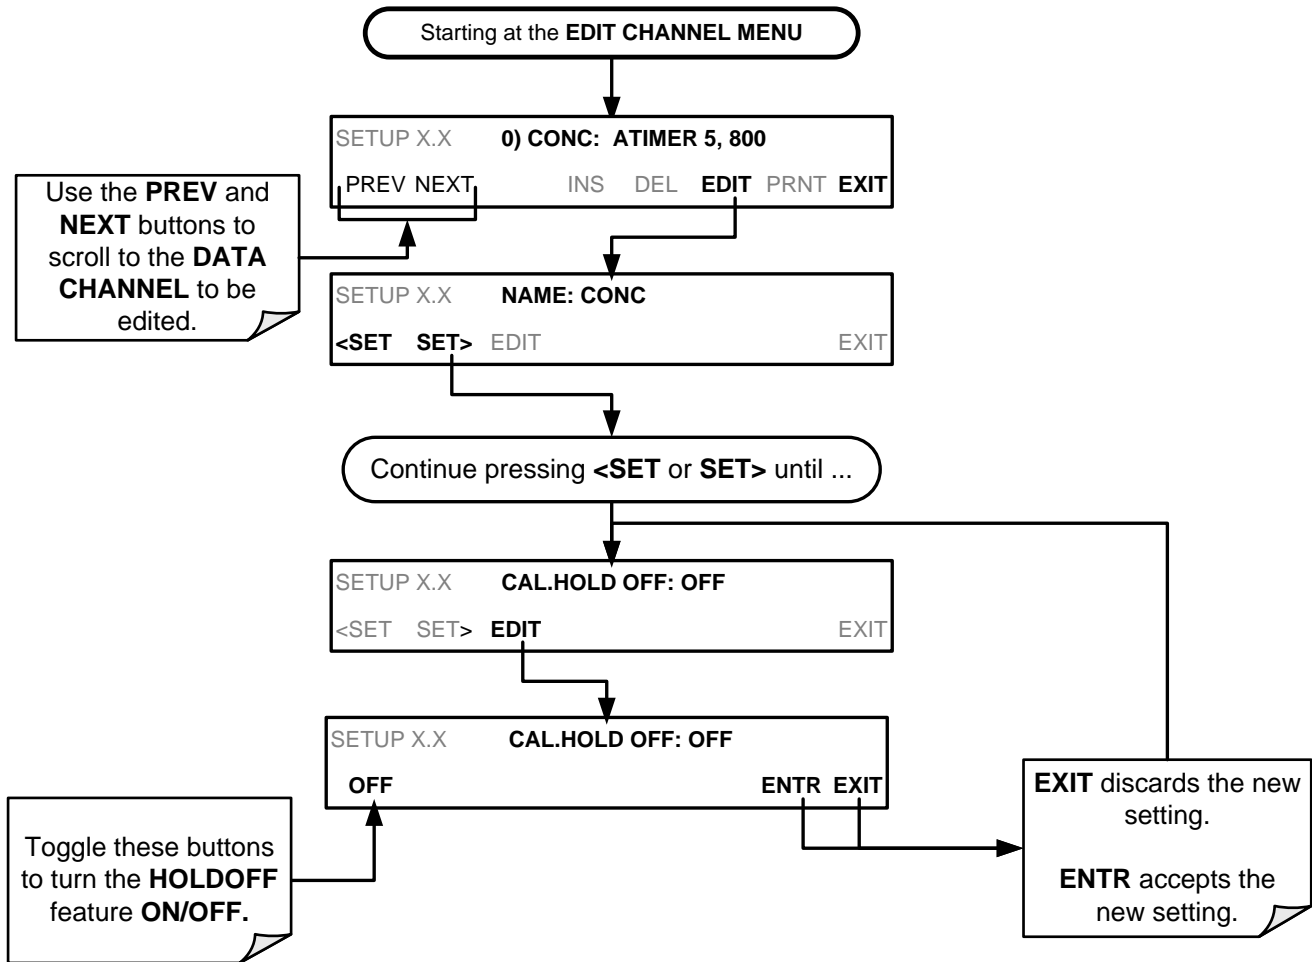 Starting at the EDIT CHANNEL MENU
SETUP X.X 0) CONC: ATIMER 5, 800
PREV NEXT INS DEL EDIT PRNT EXIT
Use the PREV and
NEXT buttons to
scroll to the DATA
CHANNEL to be
edited.
SETUP X.X NAME: CONC
<SET SET> EDIT EXIT
Continue pressing <SET or SET> until ...
SETUP X.X CAL.HOLD OFF: OFF
<SET SET> EDIT EXIT
SETUP X.X CAL.HOLD OFF: OFF
OFF ENTR EXIT
Toggle these buttons
to turn the HOLDOFF
feature ON/OFF.
EXIT discards the new
setting.
ENTR accepts the
new setting.